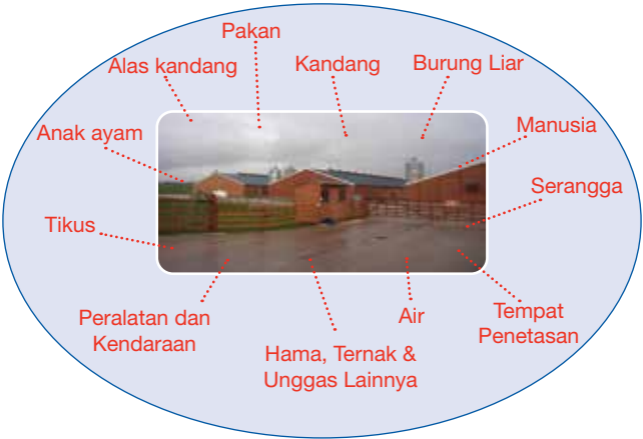 Pakan
Alas kandang
Kandang
Burung Liar
Anak ayam
Manusia
Serangga
Tikus
Peralatan dan
Kendaraan
Hama, Ternak &
Unggas Lainnya
Air
Tempat
Penetasan